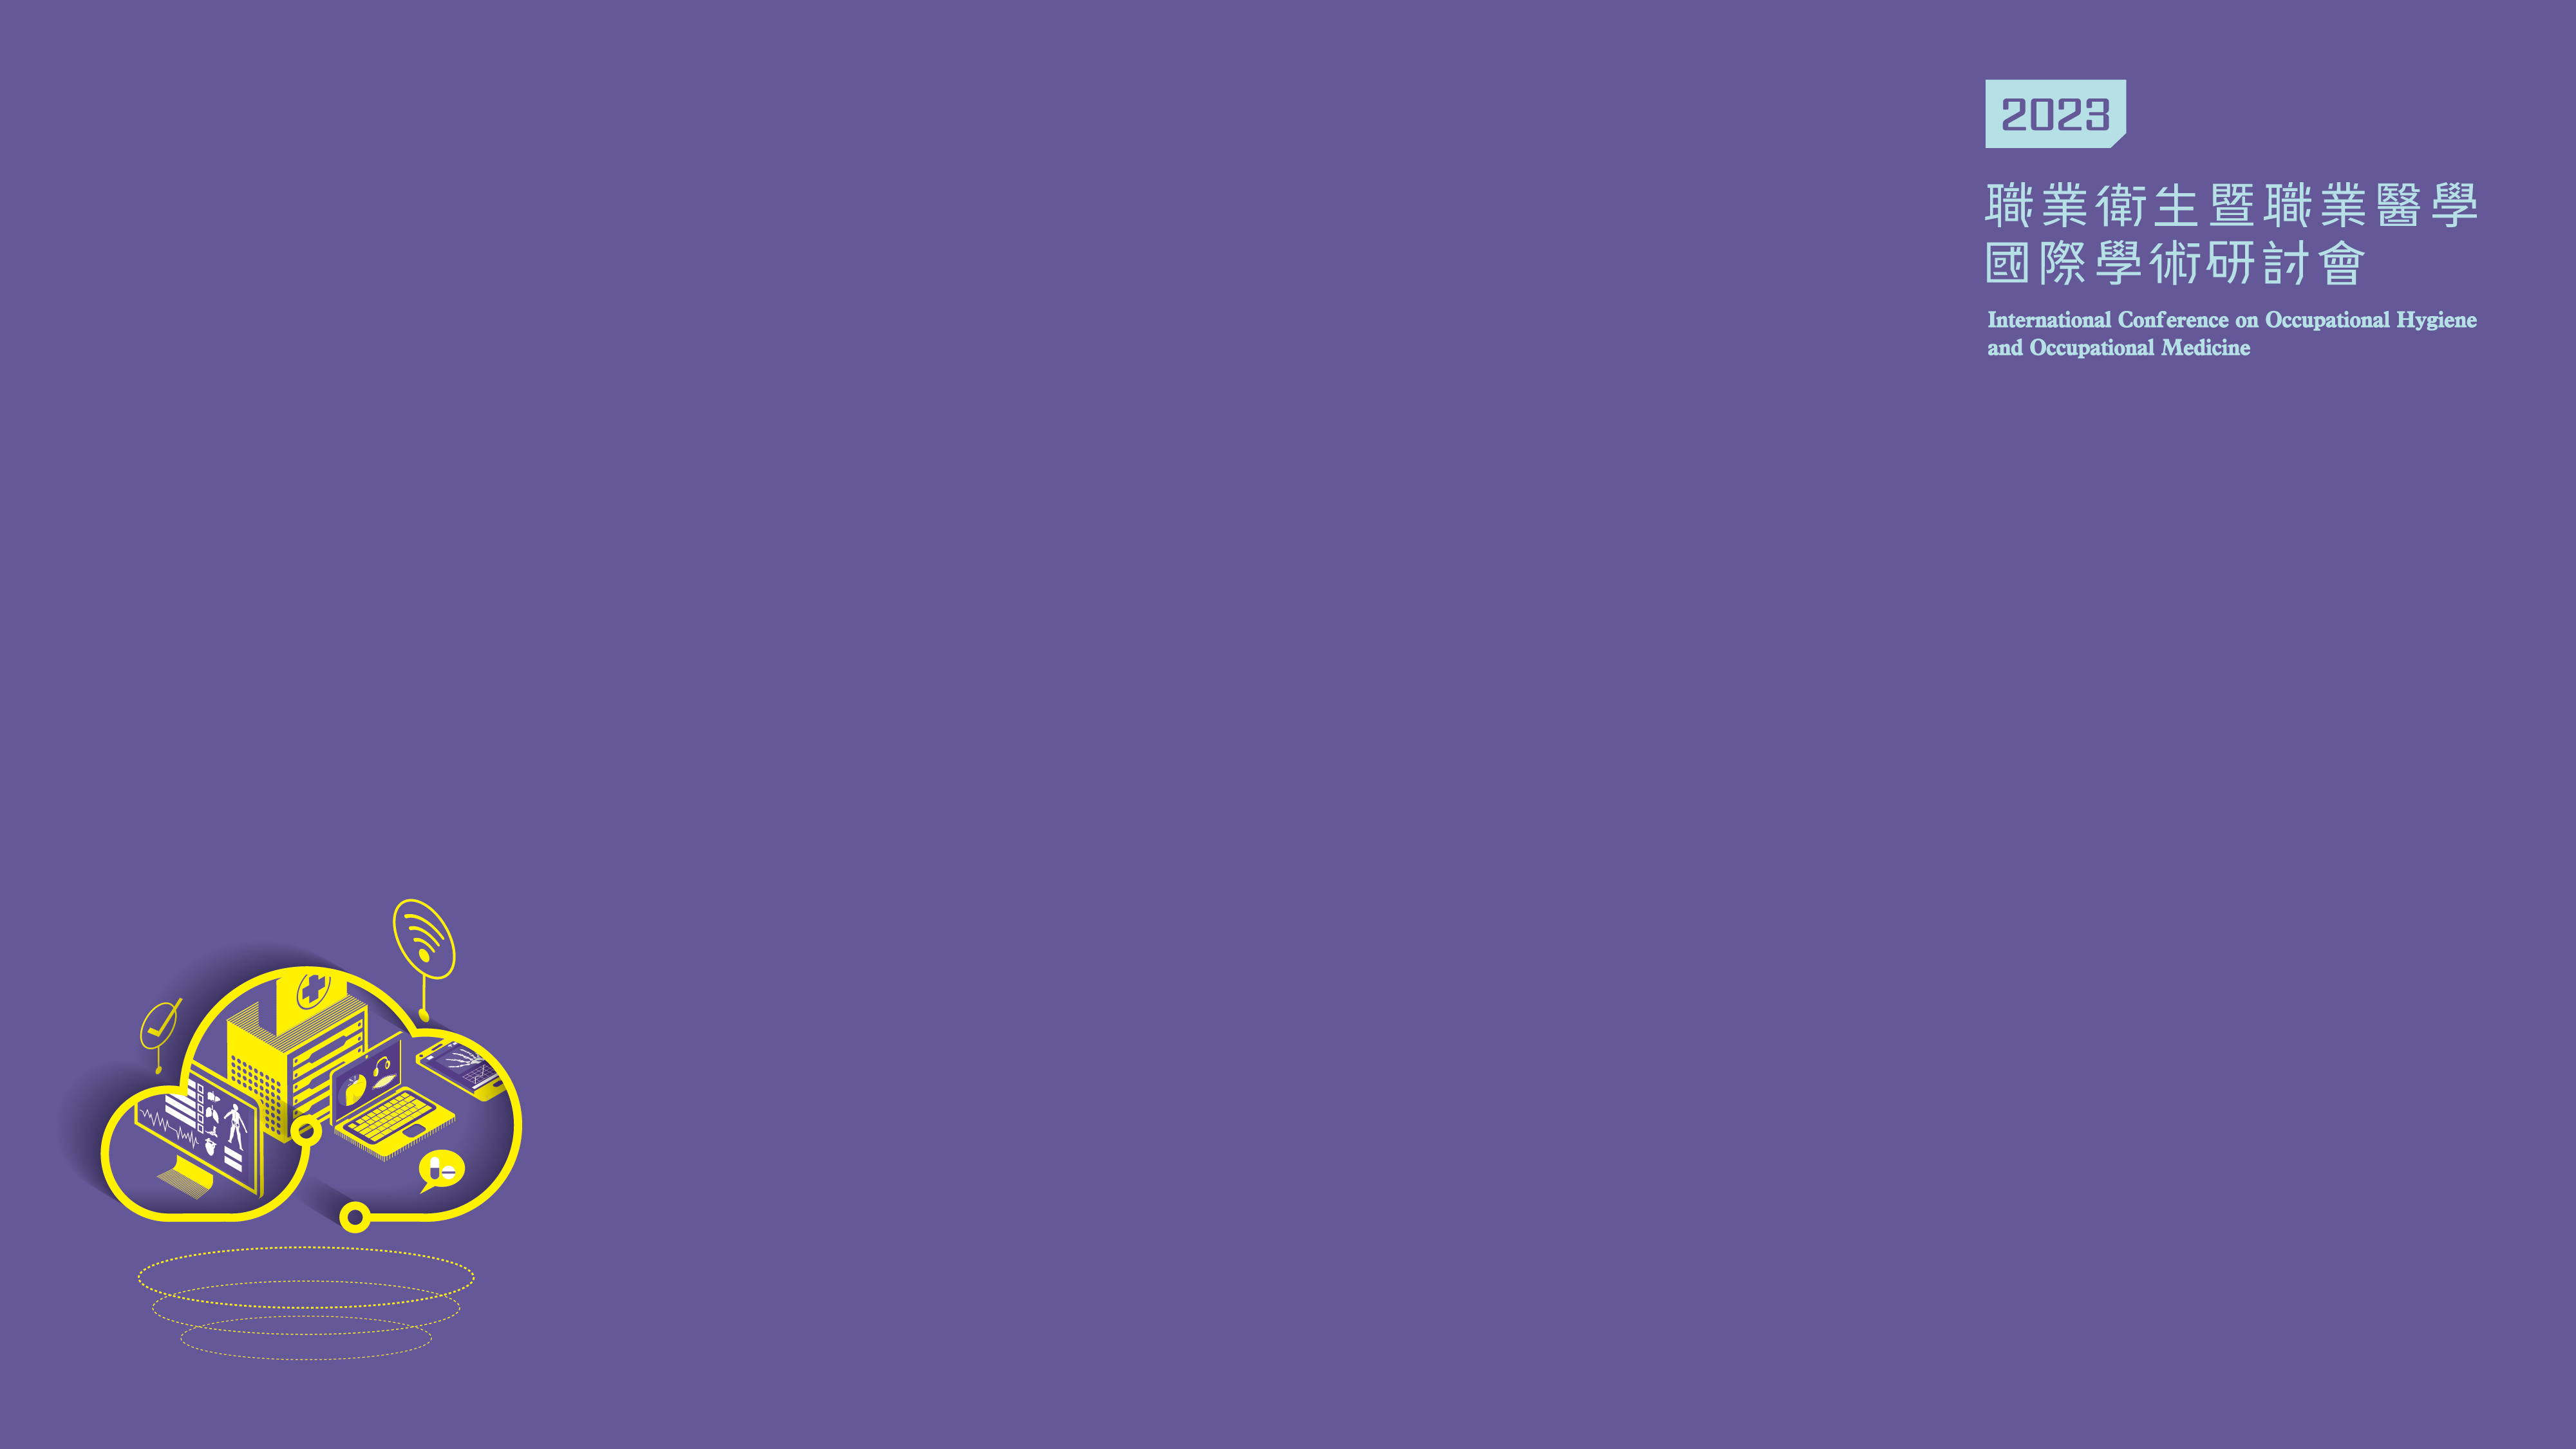 2023
職業衛生暨職業醫學
國際學術研討會
International Conference on Occupational Hygiene
and Occupational Medicine